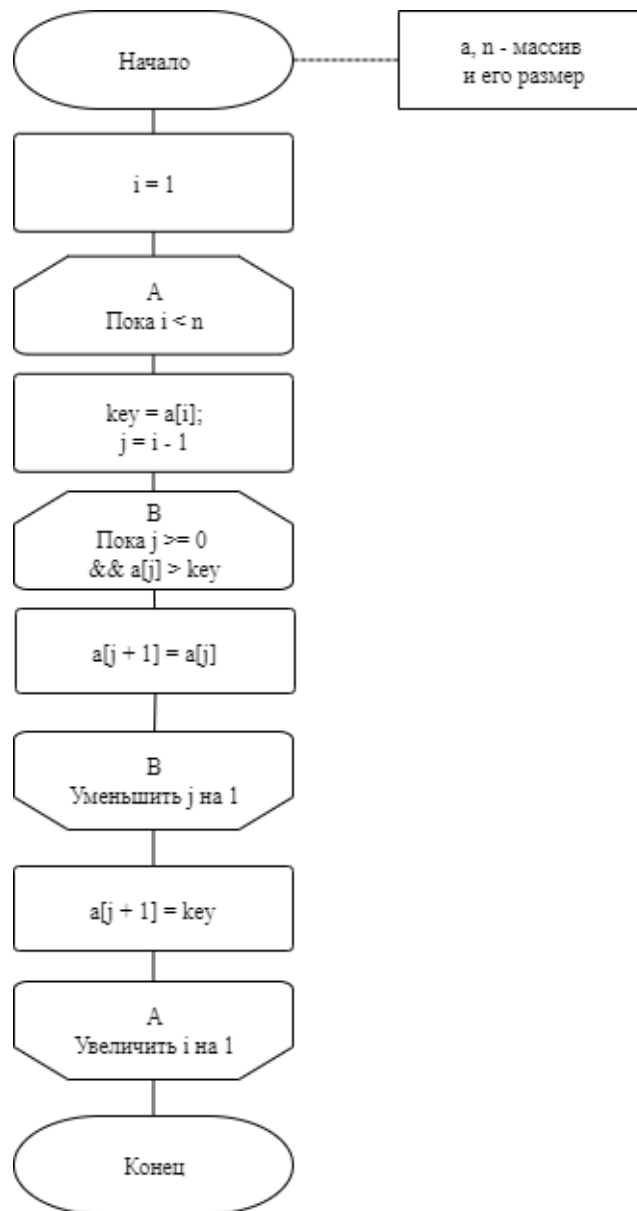 Начало
a, n - массив
и его размер
i = 1
A
Пока i < n
key = a[i];
j = i - 1
B
Пока j >= 0
&& a[j] > key
a[j + 1] = a[j]
B
Уменьшить j на 1
a[j + 1] = key
A
Увеличить i на 1
Конец